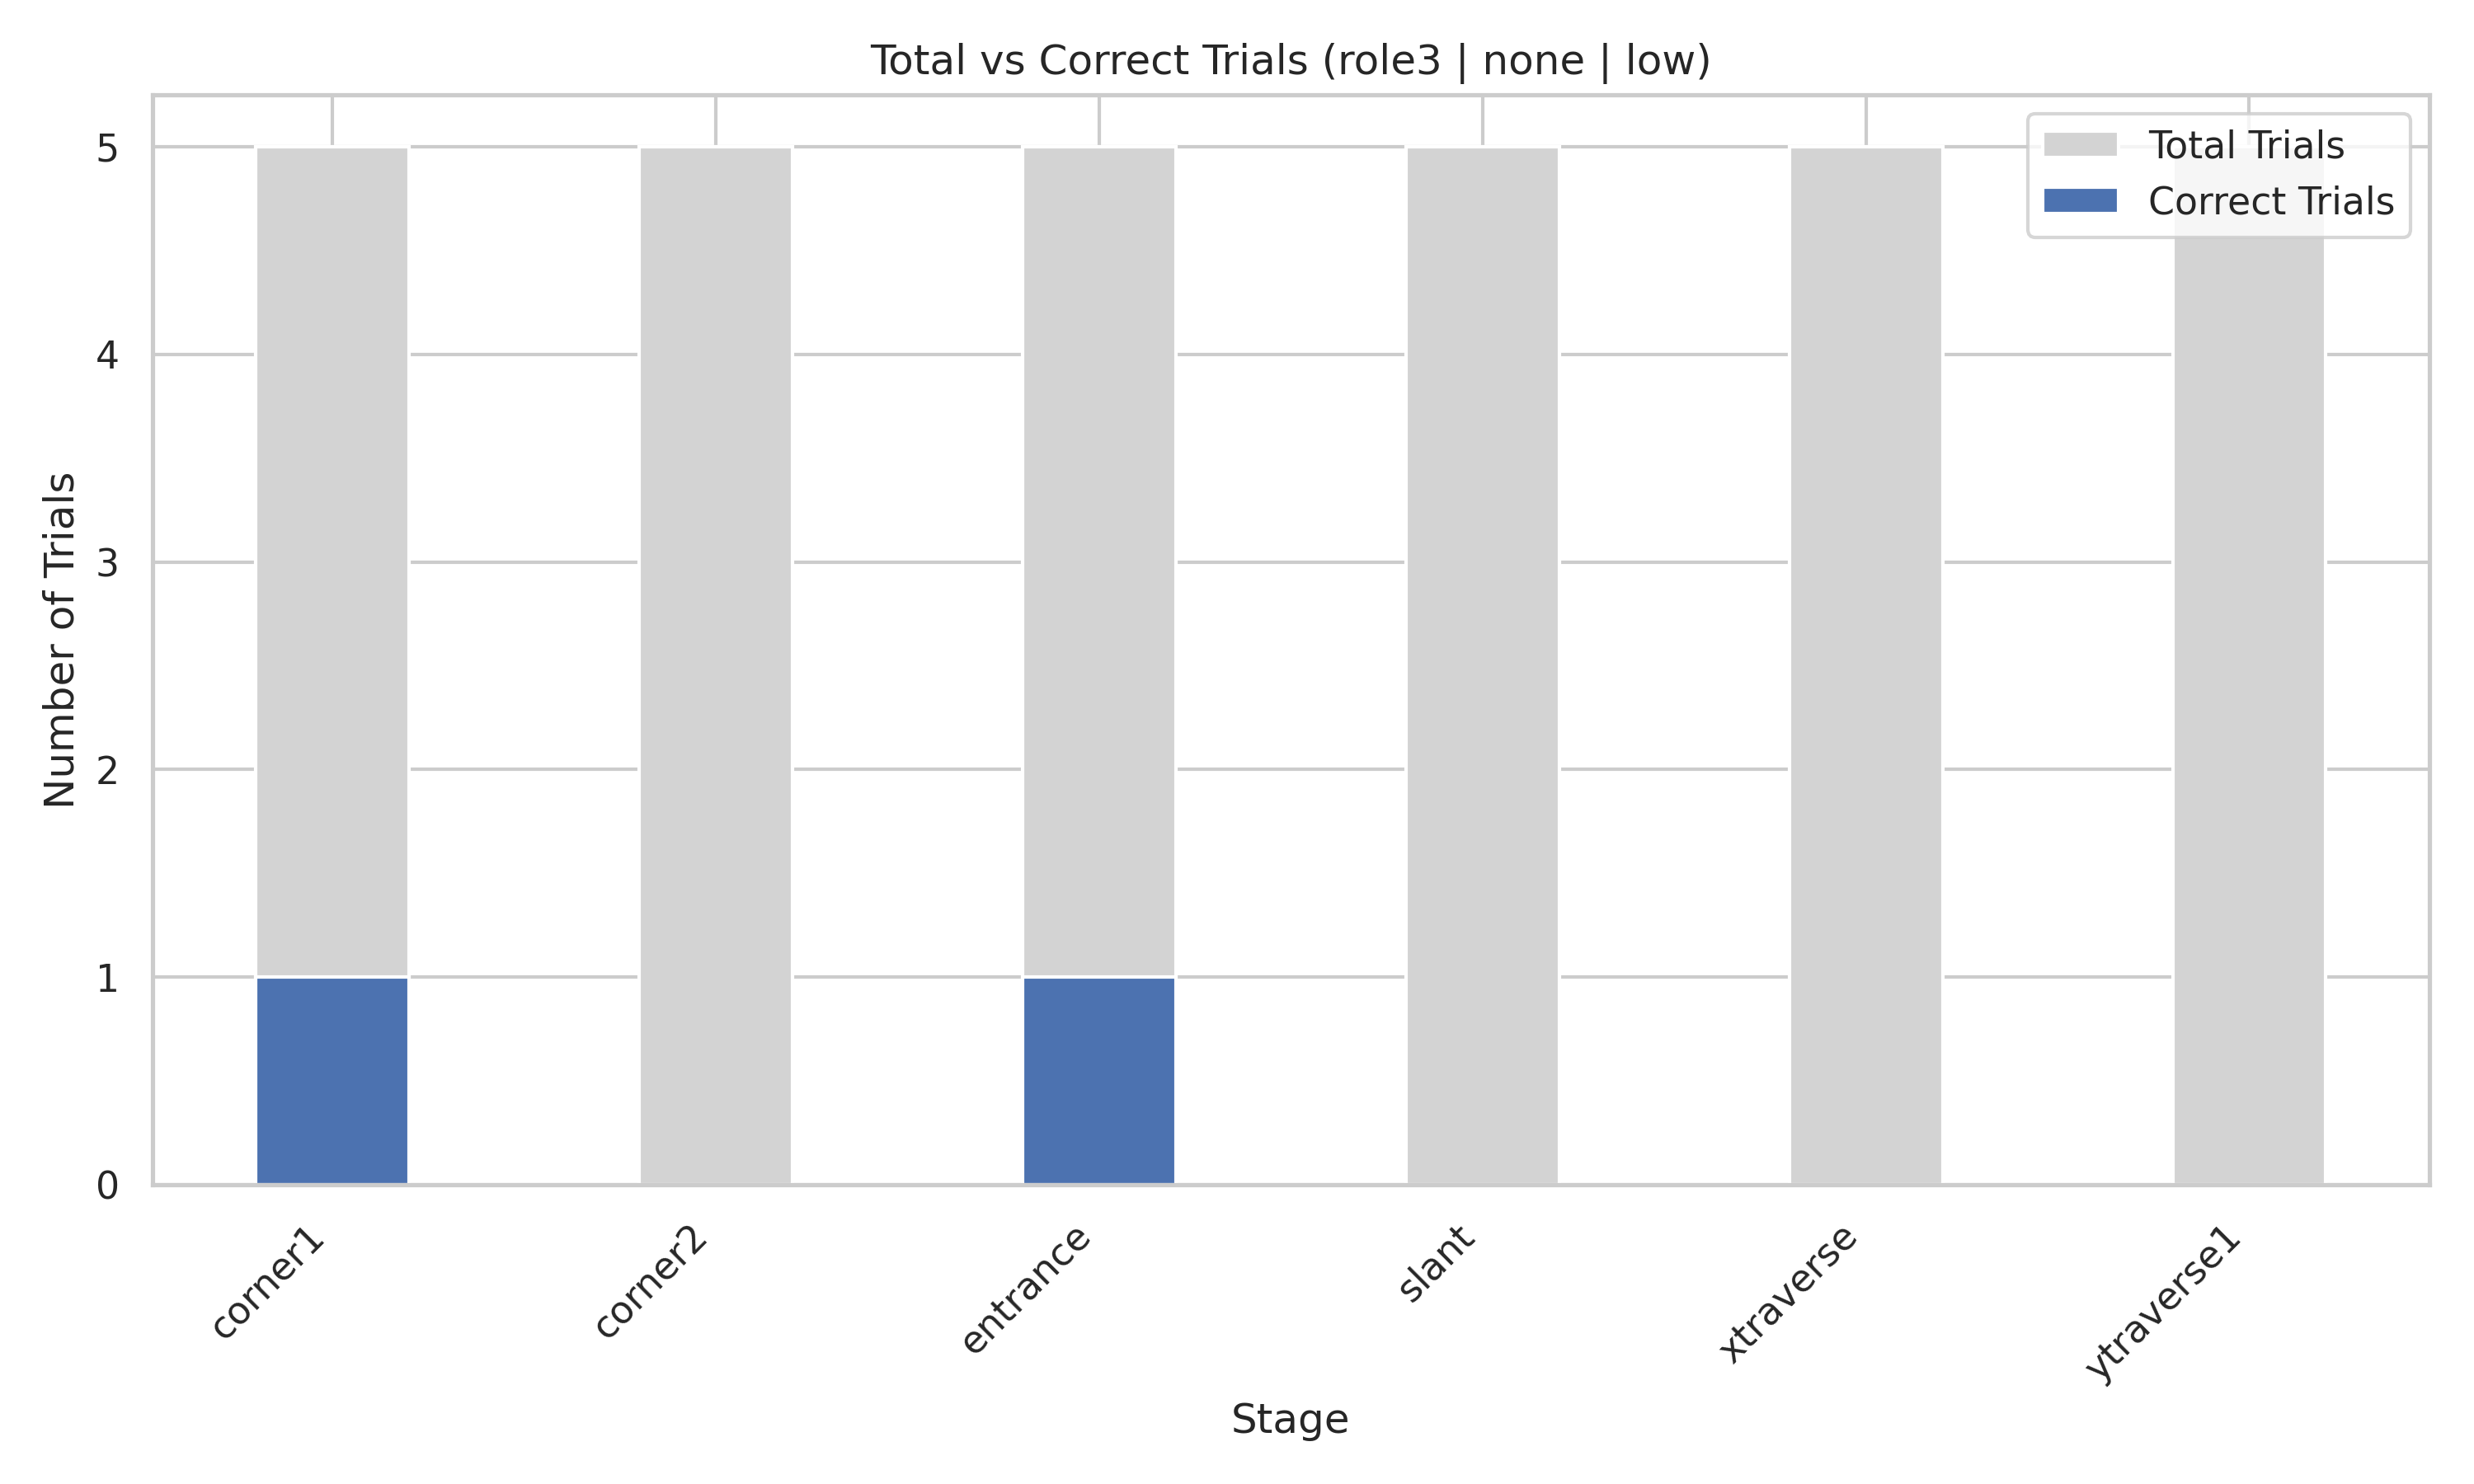 Total vs Correct Trials (role3 | none | low)
Total Trials
Correct Trials
Number of Trials
5
4
3
2
1
0
corner1
corner2
entrance
slant
xtraverse
ytraverse1
Stage